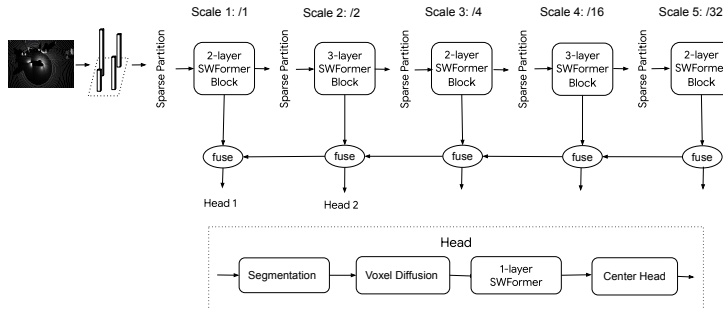 Scale 1: /1
Scale 2: /2
Scale 3: /4
Scale 4: /16
Scale 5: /32
Sparse Partition
2-layer
SWFormer
Block
Sparse Partition
3-layer
SWFormer
Block
Sparse Partition
2-layer
SWFormer
Block
Sparse Partition
3-layer
SWFormer
Block
Sparse Partition
2-layer
SWForme
Block
fuse
fuse
fuse
fuse
fuse
Head 1
Head 2
Head
Segmentation
Voxel Diffusion
1-layer
SWFormer
Center Head